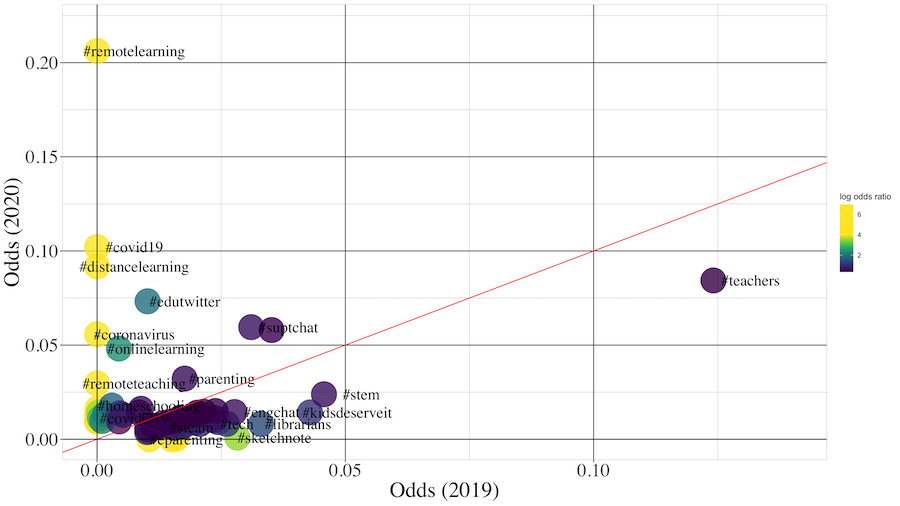 0.20
0.15
0.10
0.05
0.00
Odds (2020)
#remotelearning
#covid19
#distancelearning
#edutwitter
#teachers
#suptchat
#coronavirus
#onlinelearning
#parenting
#remoteteaching
#stem
#homeschooling
#engchat
#kidsdeserveit
#covid
#steam
#tech
#librarians
#eparenting
#sketchnote
0.00
0.05
0.10
Odds (2019)
log odds ratio
6
4
2